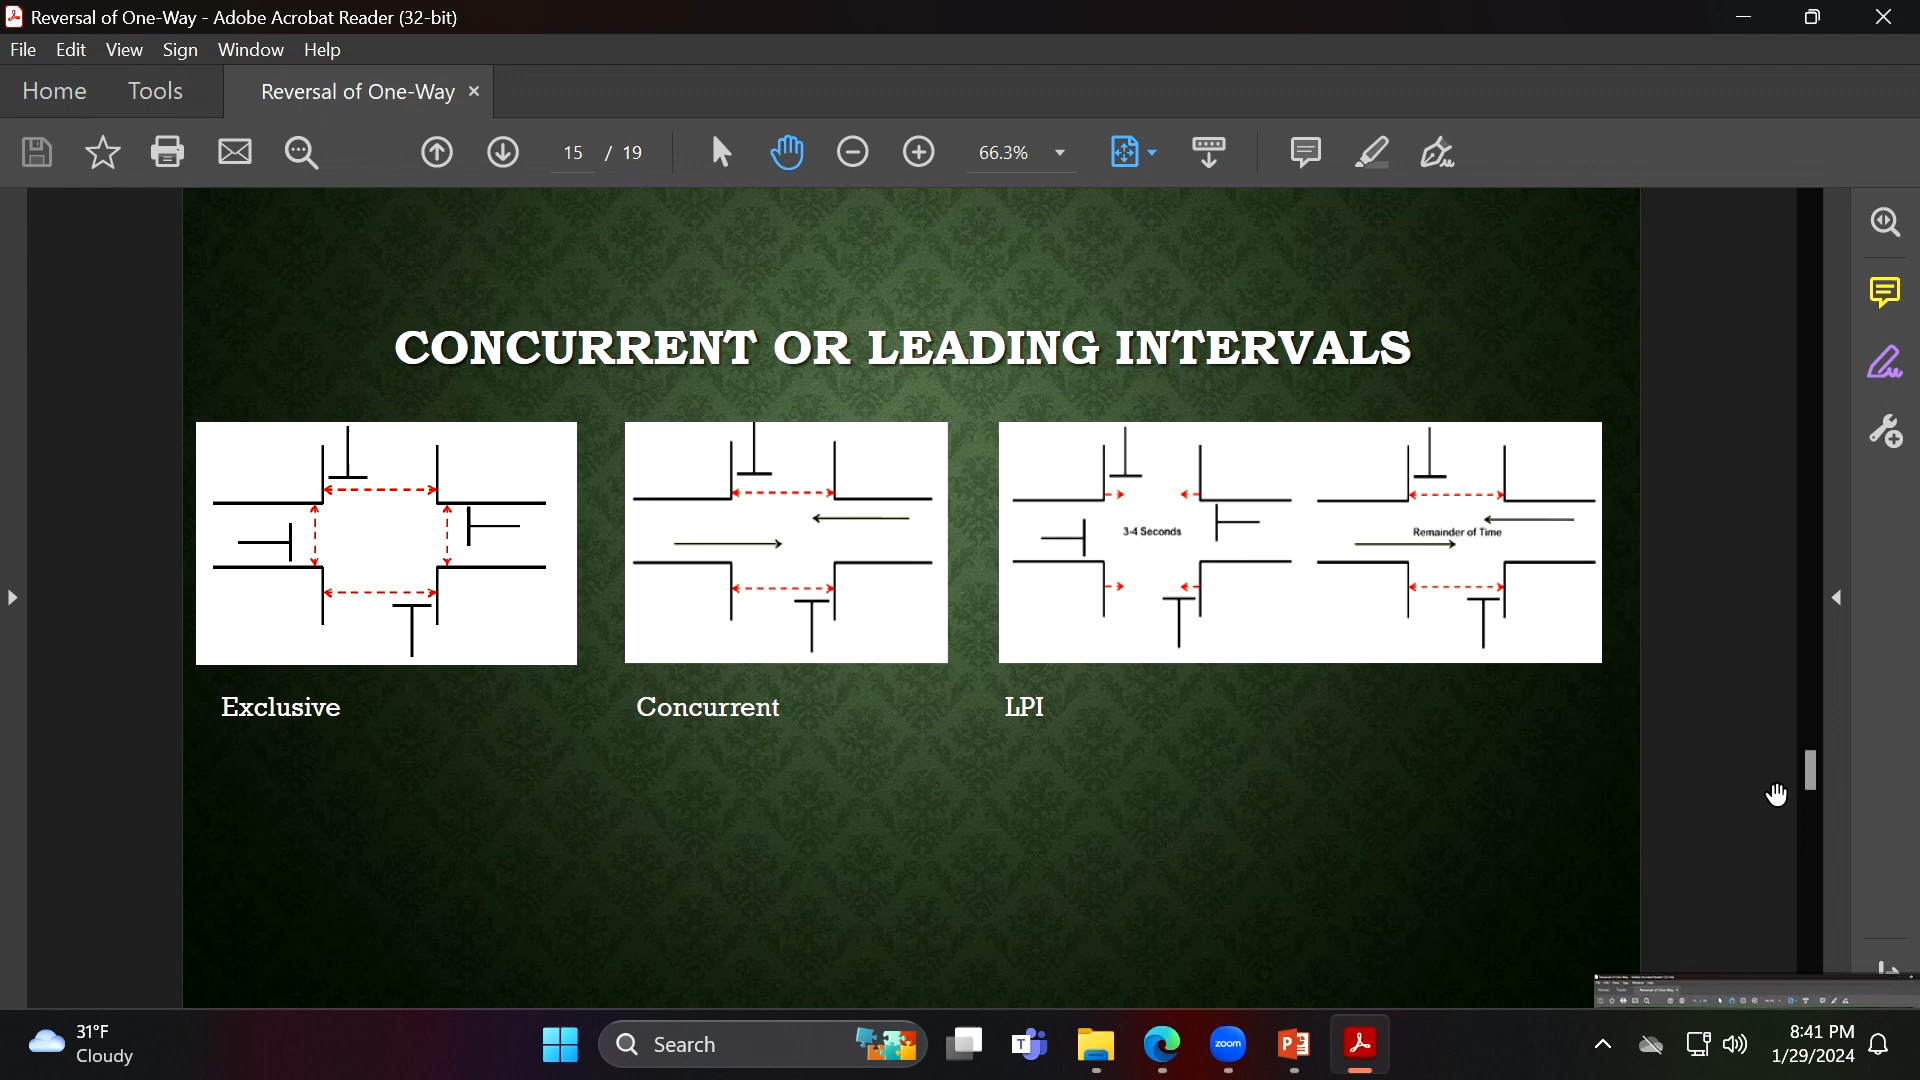 Reversal of One-Way - Adobe Acrobat Reader (32-bit)
File Edit View Sign Window Help
Home Tools Reversal of One-Way ×
15 / 19 66.3%
CONCURRENT OR LEADING INTERVALS
3-4 Seconds
Remainder of Time
Exclusive
Concurrent
LPI
31°F
Cloudy
Search
zoom
8:41 PM
1/29/2024